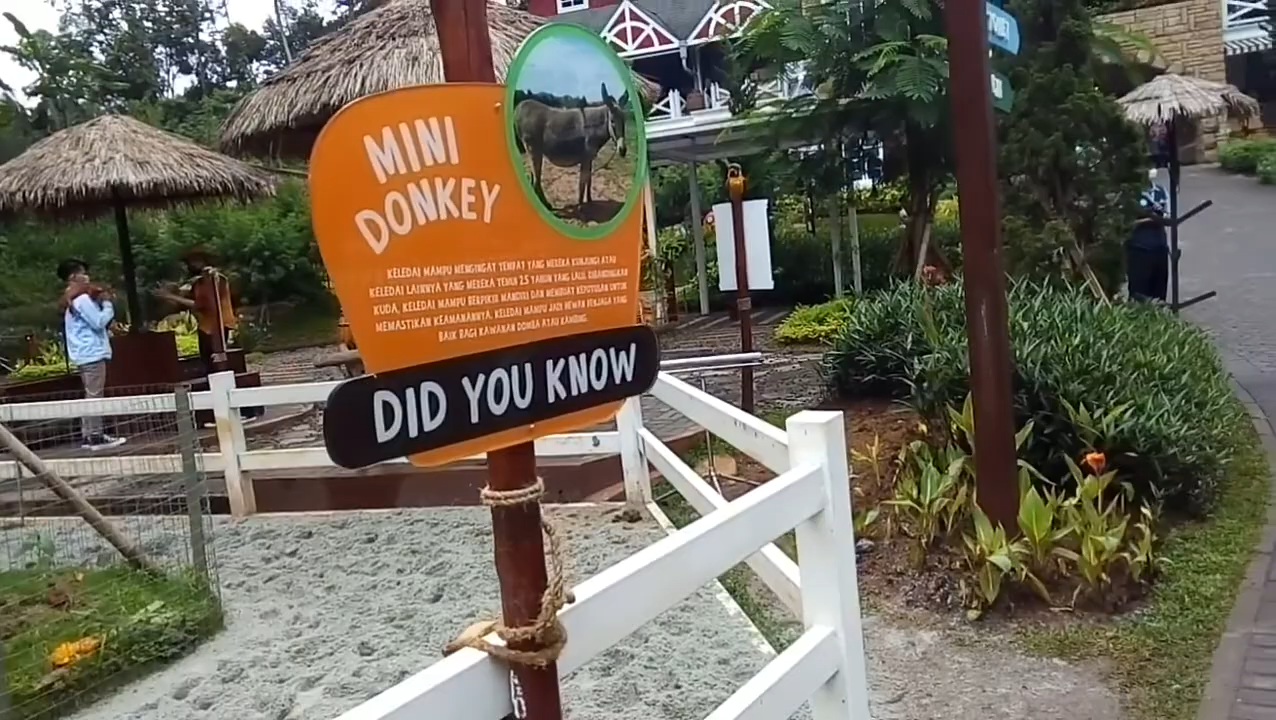 MINI
DONKEY
KELEDAI MAMPU MENGINGAT TEMPAT YANG MEREKA KUNJUNGI ATAU
KELEDAI LAINNYA YANG MEREKA TEMUI 25 TAHUN YANG LALU. DIBANDINGKAN
KUDA, KELEDAI MAMPU BERPIKIR MANDIRI DAN MEMBUAT KEPUTUSAN UNTUK
MEMASTIKAN KEAMANANNYA. KELEDAI MAMPU JADI HEWAN PENJAGA YANG
BAIK BAGI KAWANAN DOMBA ATAU KAMBING.
DID YOU KNOW